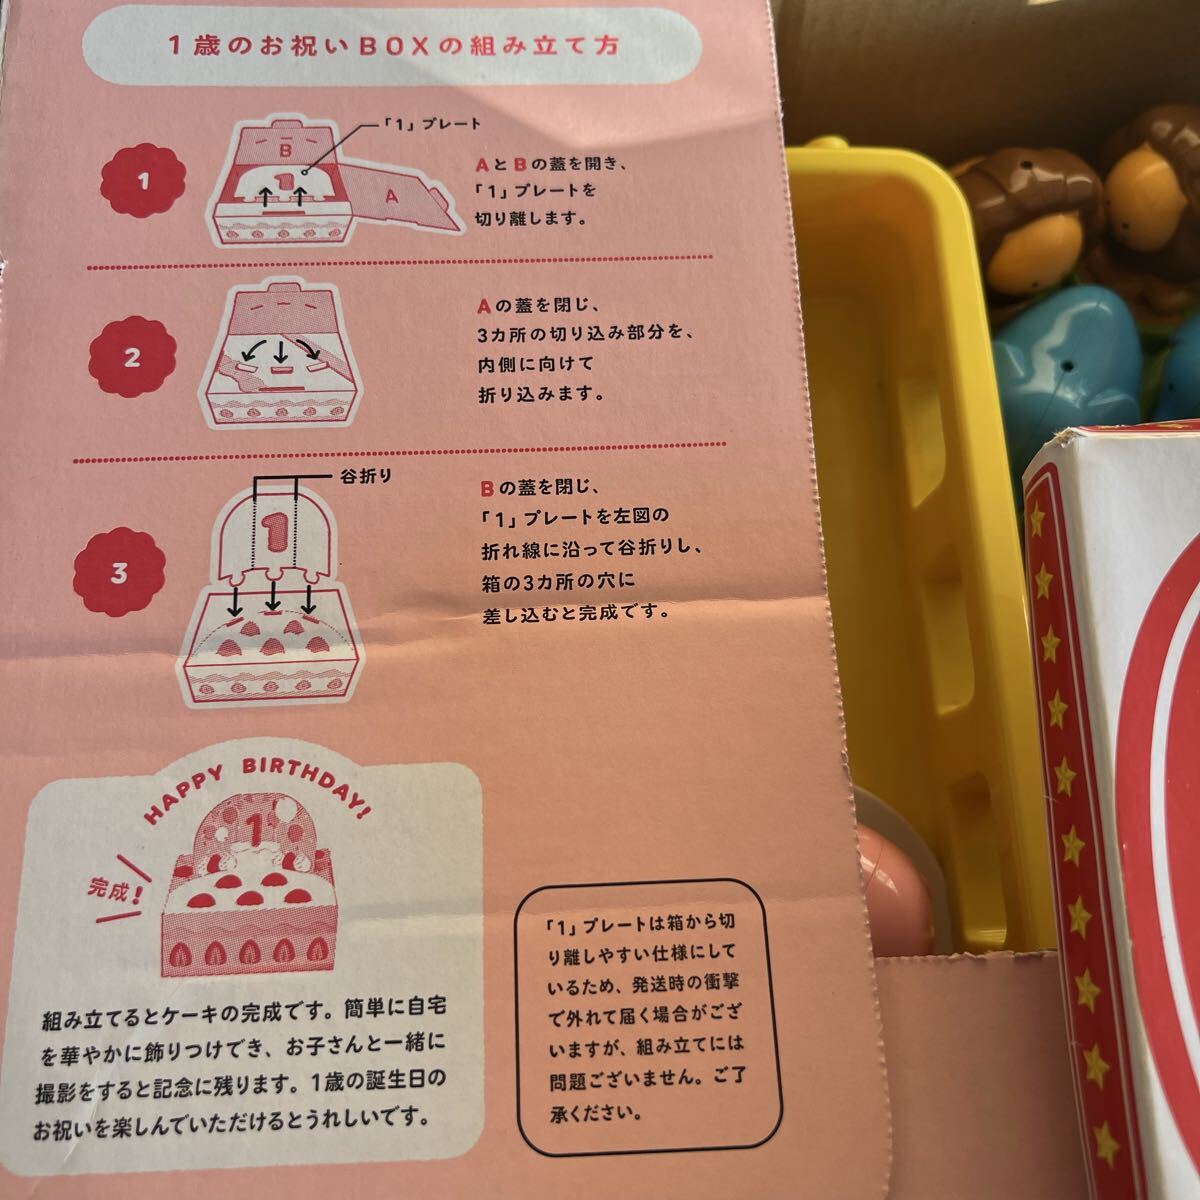 1歳のお祝いBOXの組み立て方
1
「1」プレート
B
1
A
AとBの蓋を開き、
「1」プレートを
切り離します。
2
Aの蓋を閉じ、
3カ所の切り込み部分を、
内側に向けて
折り込みます。
3
谷折り
1
Bの蓋を閉じ、
「1」プレートを左図の
折れ線に沿って谷折りし、
箱の3カ所の穴に
差し込むと完成です。
HAPPY BIRTHDAY!
1
完成!
組み立てるとケーキの完成です。簡単に自宅
を華やかに飾りつけでき、お子さんと一緒に
撮影をすると記念に残ります。1歳の誕生日の
お祝いを楽しんでいただけるとうれしいです。
「1」プレートは箱から切
り離しやすい仕様にして
いるため、発送時の衝撃
で外れて届く場合がござ
いますが、組み立てには
問題ございません。ご了
承ください。